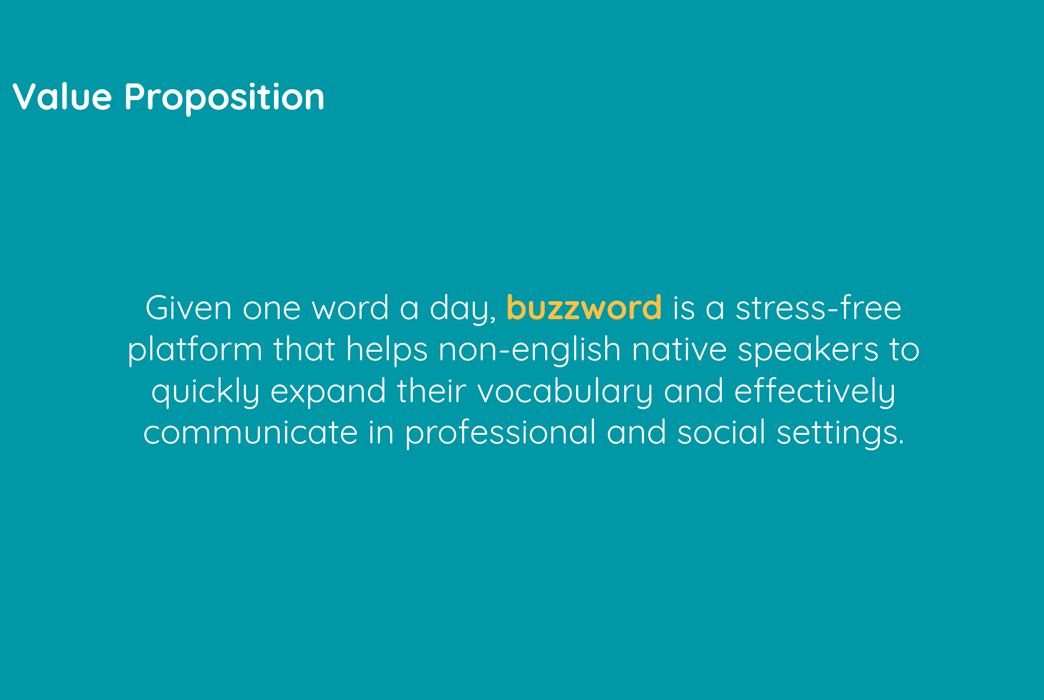 Value Proposition
Given one word a day, buzzword is a stress-free
platform that helps non-english native speakers to
quickly expand their vocabulary and effectively
communicate in professional and social settings.